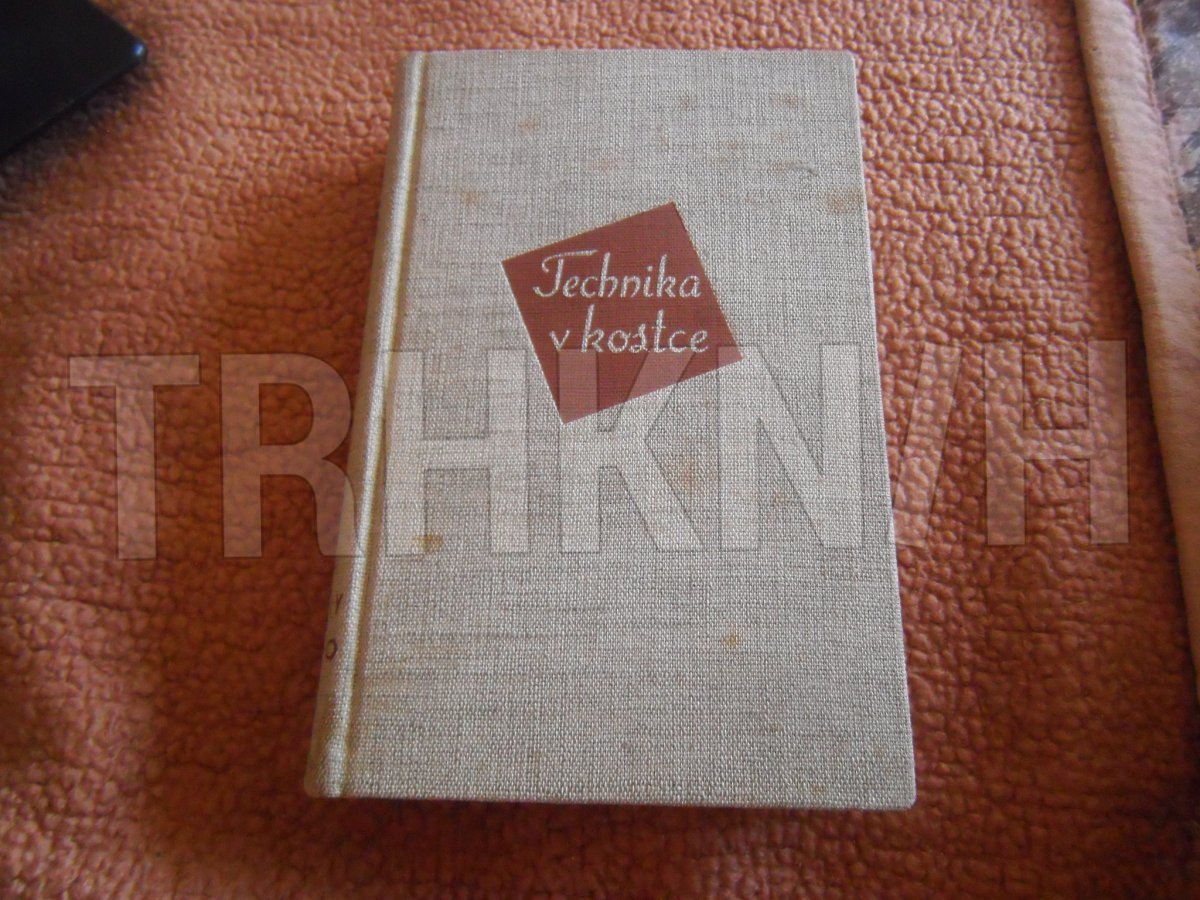 Technika
v kostce
TRHKNIH